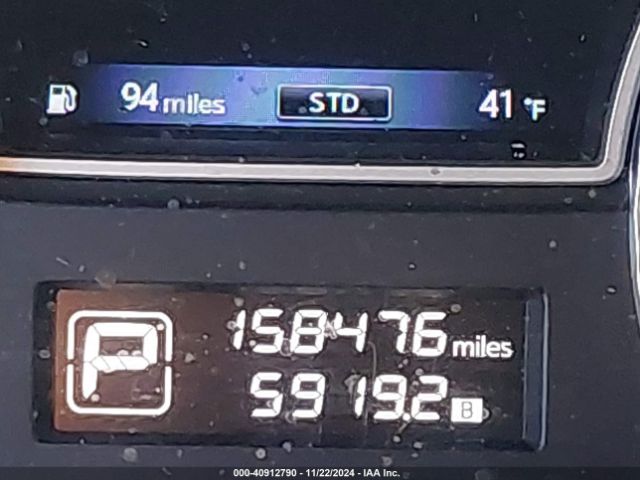 94 miles STD 41 °F
P
158476 miles
5919.2 B
000-40912790 - 11/22/2024 - IAA Inc.